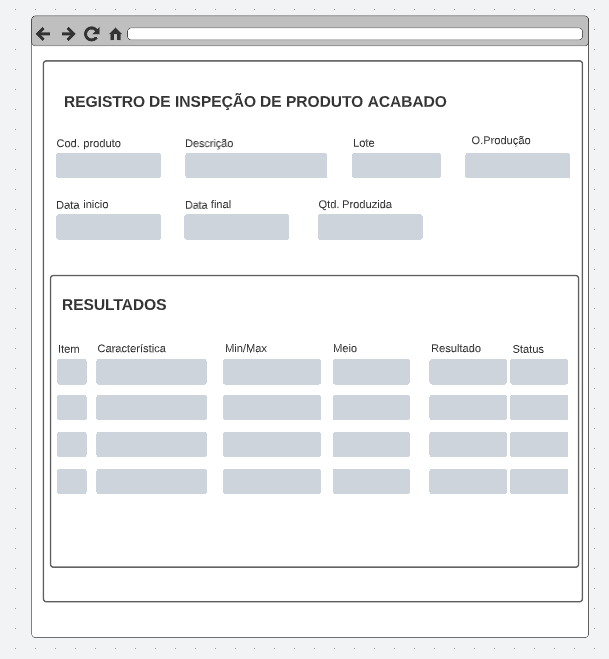 REGISTRO DE INSPEÇÃO DE PRODUTO ACABADO
Cod. produto Descrição Lote O.Produção
Data inicio Data final Qtd. Produzida
RESULTADOS
Item Característica Min/Max Meio Resultado Status